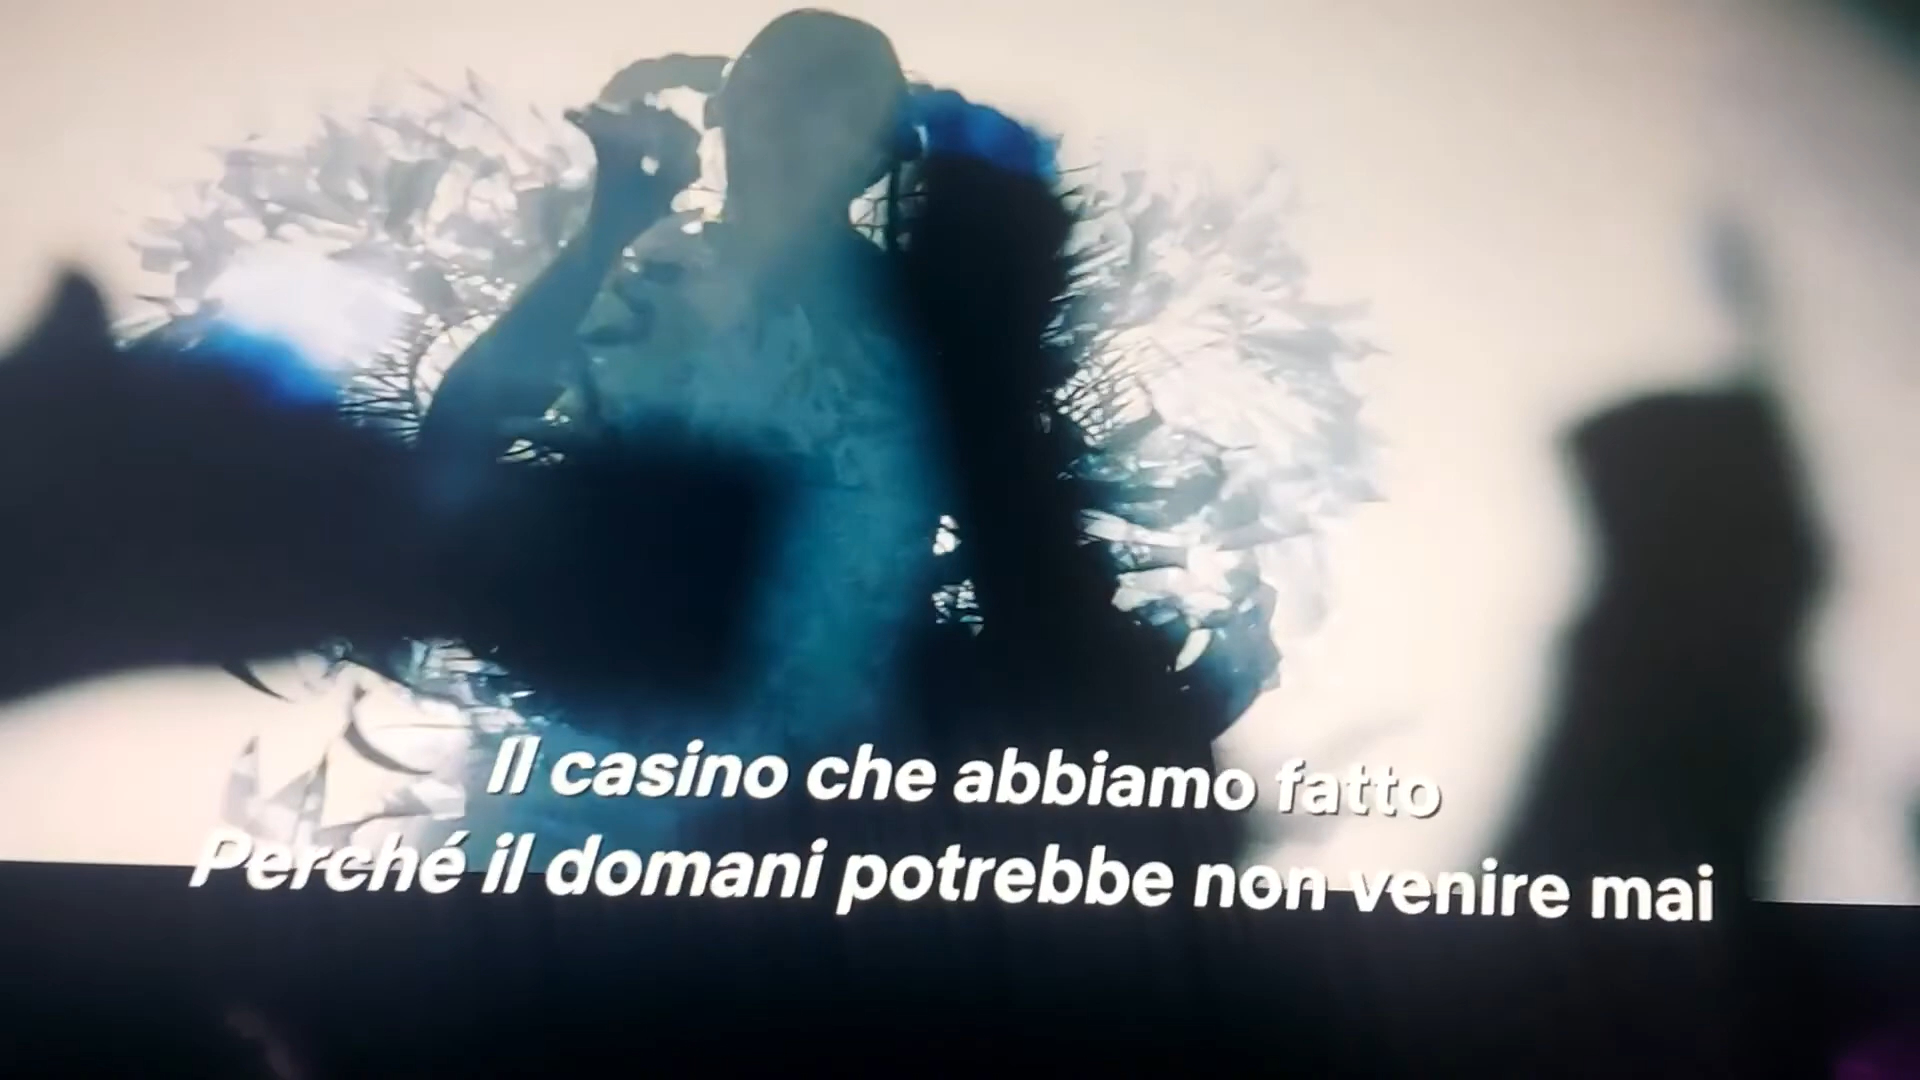 Il casino che abbiamo fatto
Perché il domani potrebbe non venire mai